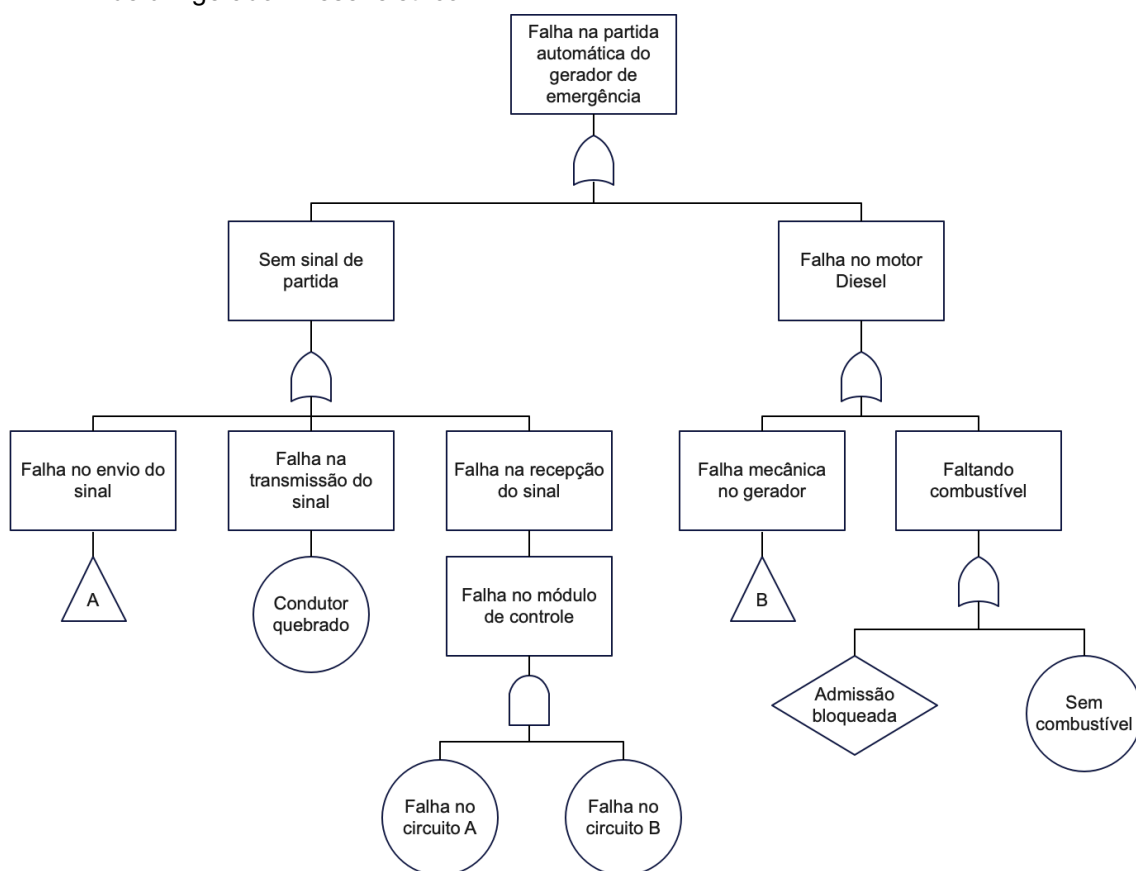 Falha na partida
automática do
gerador de
emergência
Sem sinal de
partida
Falha no motor
Diesel
Falha no envio do
sinal
Falha na
transmissão do
sinal
Falha na recepção
do sinal
Falha mecânica
no gerador
Faltando
combustível
A
Condutor
quebrado
Falha no módulo
de controle
B
Admissão
bloqueada
Sem
combustível
Falha no
circuito A
Falha no
circuito B